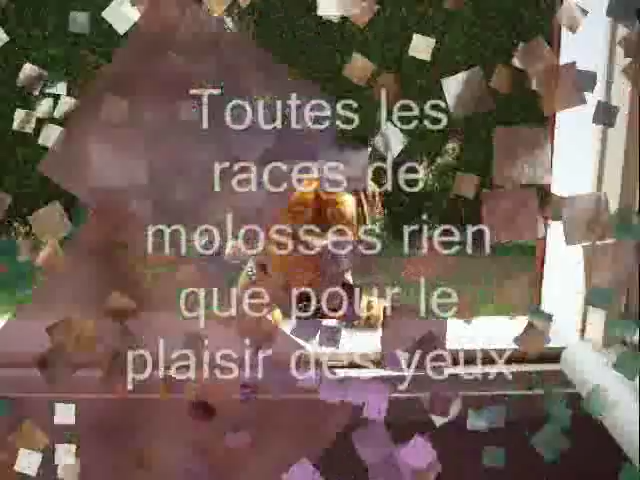 Toutes les
races de
molosses rien
que pour le
plaisir des yeux